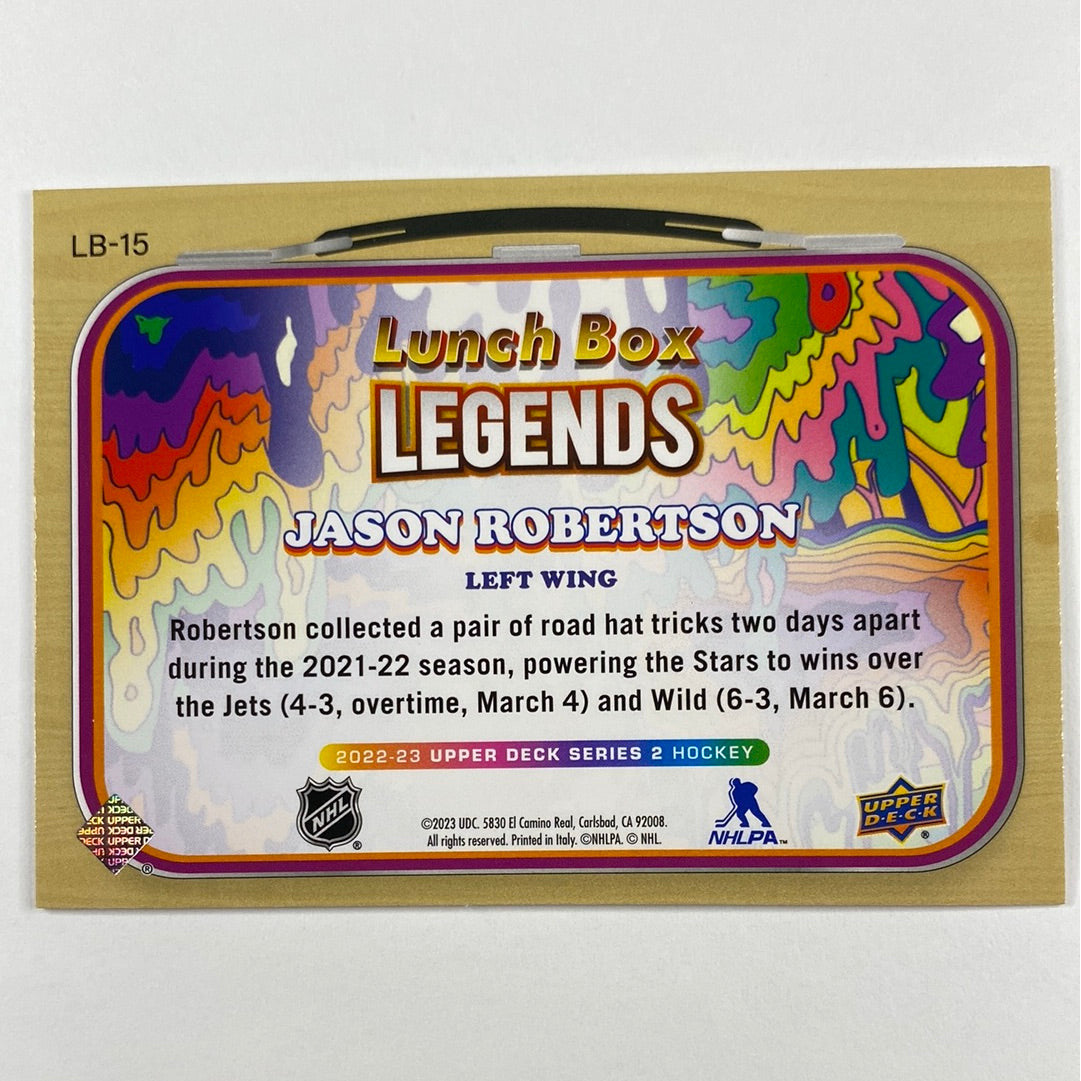 LB-15
Lunch Box
LEGENDS
JASON ROBERTSON
LEFT WING
Robertson collected a pair of road hat tricks two days apart
during the 2021-22 season, powering the Stars to wins over
the Jets (4-3, overtime, March 4) and Wild (6-3, March 6).
2022-23 UPPER DECK SERIES 2 HOCKEY
NHL
®
©2023 UDC. 5830 El Camino Real, Carlsbad, CA 92008.
All rights reserved. Printed in Italy. ©NHLPA. © NHL.
NHLPA™
UPPER
D·E·C·K
®
UPPER DECK
®